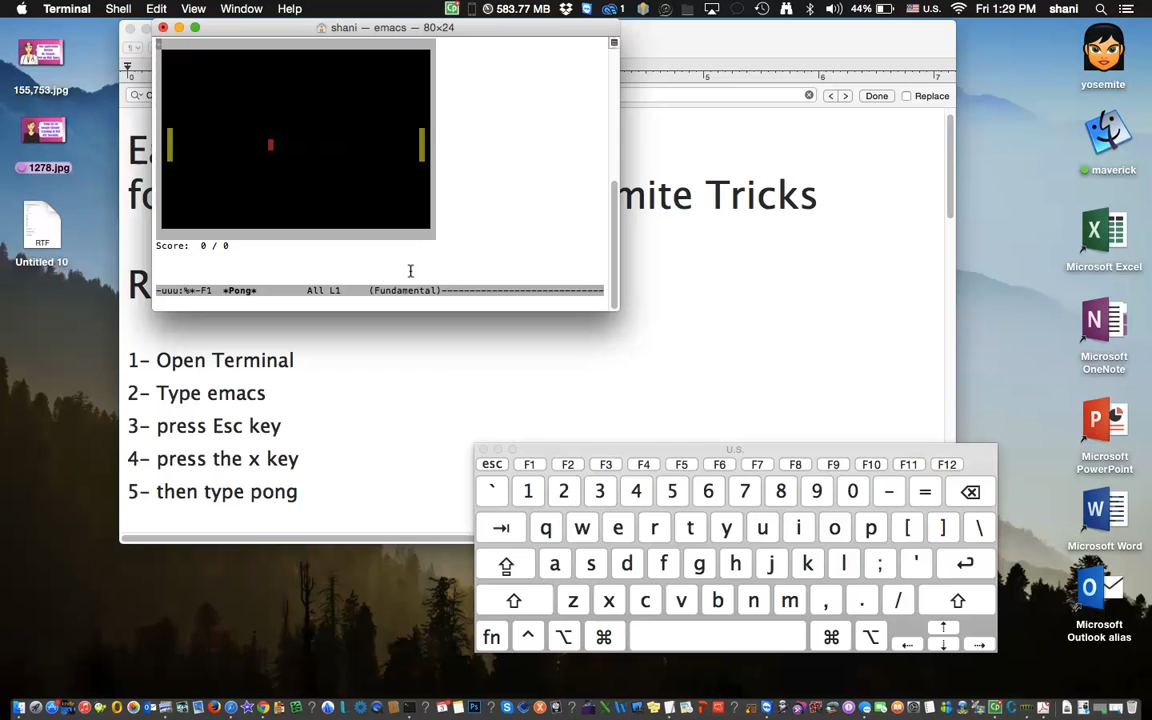 Terminal Shell Edit View Window Help 583.77 MB 1 44% U.S. Fri 1:29 PM shani
shani — emacs — 80×24
Score: 0 / 0
-uuu:%*-F1 *Pong* All L1 (Fundamental)----------------------------
5 6 7
Done Replace
mite Tricks
1- Open Terminal
2- Type emacs
3- press Esc key
4- press the x key
5- then type pong
155,753.jpg
1278.jpg
RTF
Untitled 10
yosemite
maverick
Microsoft Excel
Microsoft
OneNote
Microsoft
PowerPoint
Microsoft Word
Microsoft
Outlook alias
U.S.
esc F1 F2 F3 F4 F5 F6 F7 F8 F9 F10 F11 F12
` 1 2 3 4 5 6 7 8 9 0 - =
q w e r t y u i o p [ ] \
a s d f g h j k l ; '
z x c v b n m , . /
fn ^ ⌥ ⌘ ⌘ ⌥